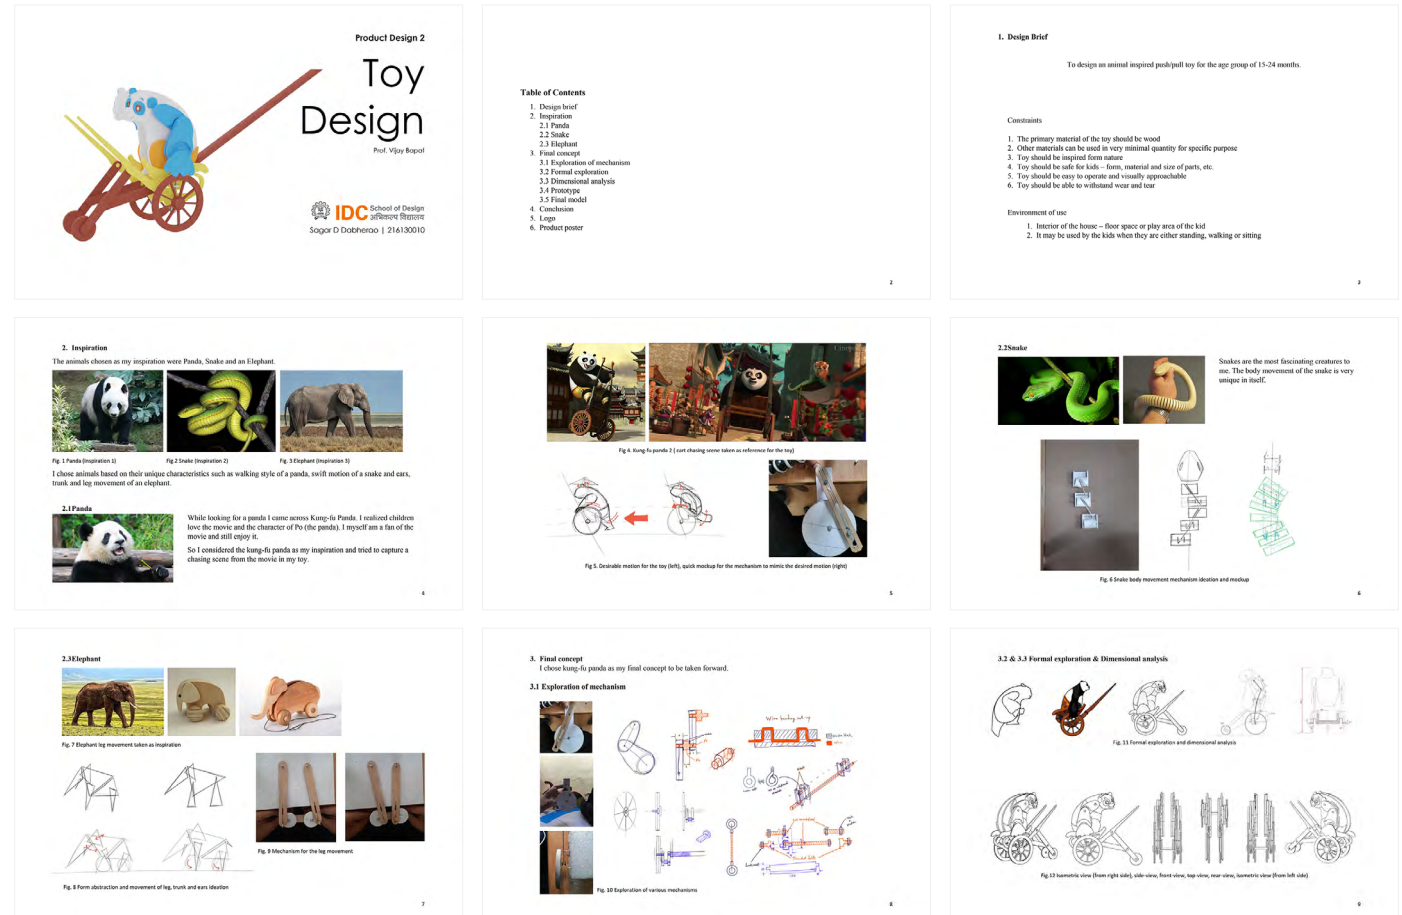 Product Design 2
Toy
Design
Prof. Vijay Bapat
IDC School of Design
अभिकल्प विद्यालय
Sagar D Dabherao | 216130010
Table of Contents
1. Design brief
2. Inspiration
2.1 Panda
2.2 Snake
2.3 Elephant
3. Final concept
3.1 Exploration of mechanism
3.2 Formal exploration
3.3 Dimensional analysis
3.4 Prototype
3.5 Final model
4. Conclusion
5. Logo
6. Product poster
2
1. Design Brief
To design an animal inspired push/pull toy for the age group of 15-24 months.
Constraints
1. The primary material of the toy should be wood
2. Other materials can be used in very minimal quantity for specific purpose
3. Toy should be inspired form nature
4. Toy should be safe for kids – form, material and size of parts, etc.
5. Toy should be easy to operate and visually approachable
6. Toy should be able to withstand wear and tear
Environment of use
1. Interior of the house – floor space or play area of the kid
2. It may be used by the kids when they are either standing, walking or sitting
3
2. Inspiration
The animals chosen as my inspiration were Panda, Snake and an Elephant.
Fig. 1 Panda (Inspiration 1)
Fig.2 Snake (Inspiration 2)
Fig. 3 Elephant (Inspiration 3)
I chose animals based on their unique characteristics such as walking style of a panda, swift motion of a snake and ears,
trunk and leg movement of an elephant.
2.1Panda
While looking for a panda I came across Kung-fu Panda. I realized children
love the movie and the character of Po (the panda). I myself am a fan of the
movie and still enjoy it.
So I considered the kung-fu panda as my inspiration and tried to capture a
chasing scene from the movie in my toy.
4
Fig 4. Kung-fu panda 2 ( cart chasing scene taken as reference for the toy)
Fig 5. Desirable motion for the toy (left), quick mockup for the mechanism to mimic the desired motion (right)
5
2.2Snake
Snakes are the most fascinating creatures to
me. The body movement of the snake is very
unique in itself.
Fig. 6 Snake body movement mechanism ideation and mockup
6
2.3Elephant
Fig. 7 Elephant leg movement taken as inspiration
Fig. 9 Mechanism for the leg movement
Fig. 8 Form abstraction and movement of leg, trunk and ears ideation
7
3. Final concept
I chose kung-fu panda as my final concept to be taken forward.
3.1 Exploration of mechanism
Fig. 10 Exploration of various mechanisms
8
3.2 & 3.3 Formal exploration & Dimensional analysis
Fig. 11 Formal exploration and dimensional analysis
Fig.12 Isometric view (from right side), side-view, front-view, top-view, rear-view, isometric view (from left side)
9